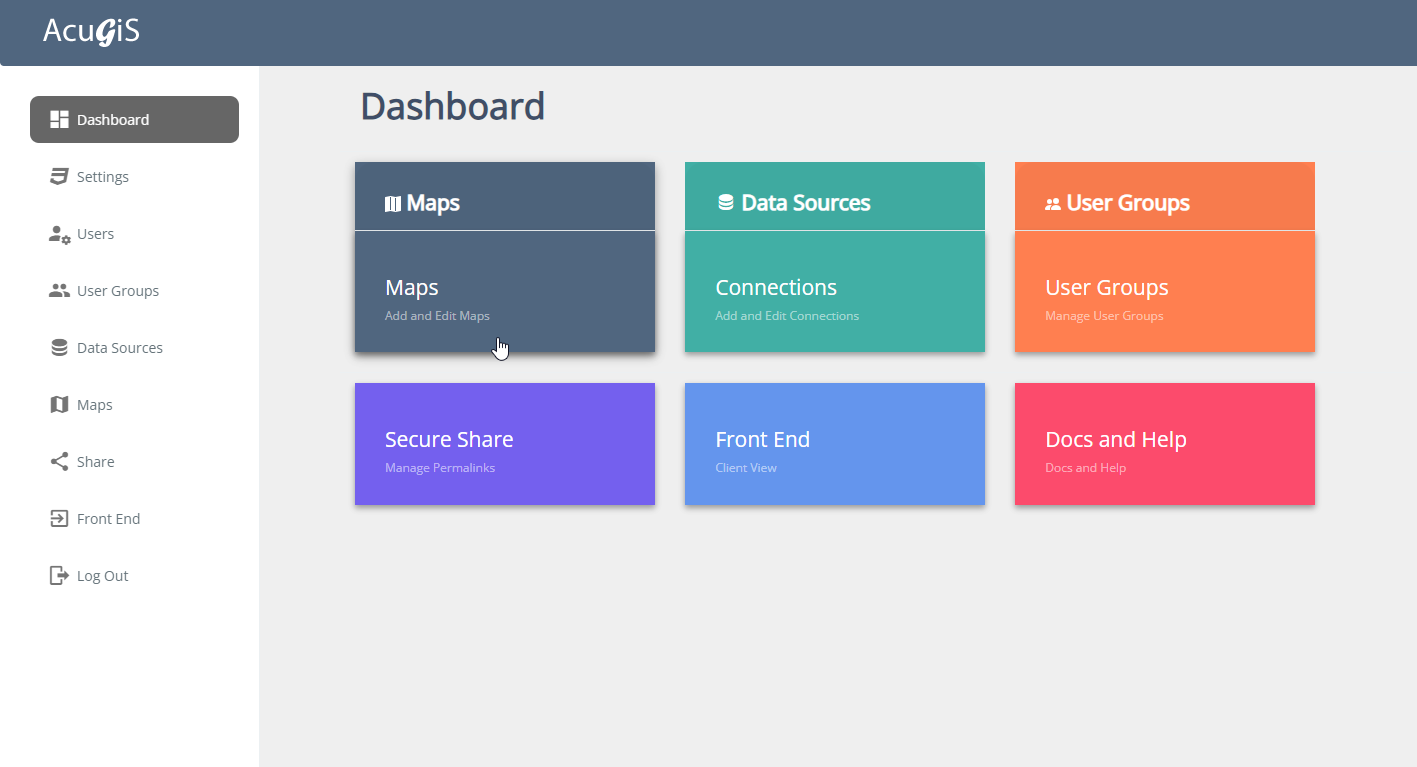 AcuGiS
Dashboard
Settings
Users
User Groups
Data Sources
Maps
Share
Front End
Log Out
Dashboard
Maps
Maps
Add and Edit Maps
Data Sources
Connections
Add and Edit Connections
User Groups
User Groups
Manage User Groups
Secure Share
Manage Permalinks
Front End
Client View
Docs and Help
Docs and Help